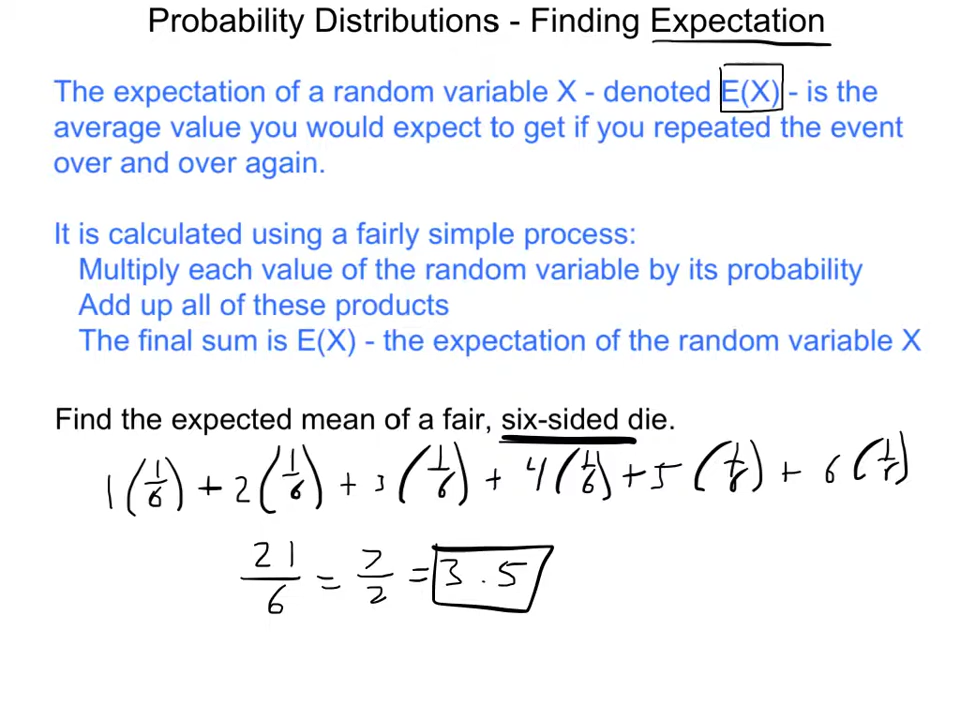 Probability Distributions - Finding Expectation
The expectation of a random variable X - denoted E(X) - is the
average value you would expect to get if you repeated the event
over and over again.
It is calculated using a fairly simple process:
Multiply each value of the random variable by its probability
Add up all of these products
The final sum is E(X) - the expectation of the random variable X
Find the expected mean of a fair, six-sided die.
1(1/6) + 2(1/6) + 3(1/6) + 4(1/6) + 5(1/6) + 6(1/6)
21/6 = 7/2 = 3.5